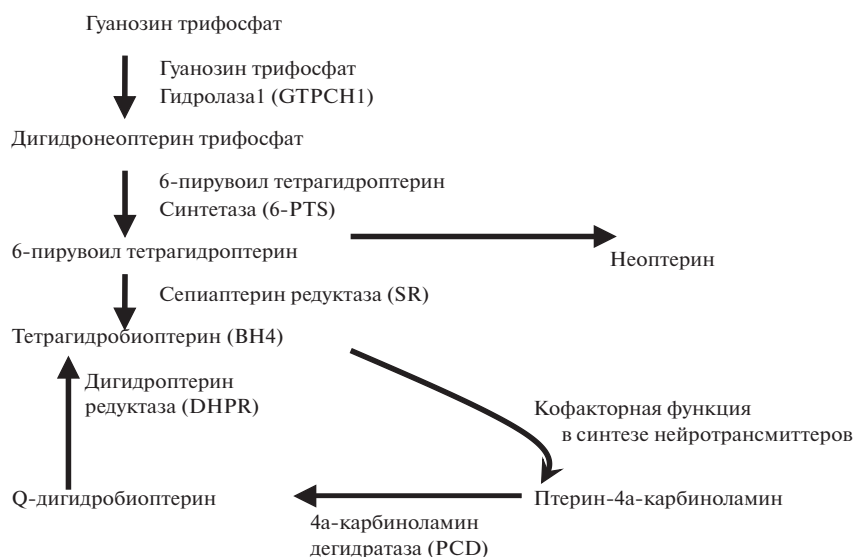 Гуанозин трифосфат
Гуанозин трифосфат
Гидролаза1 (GTPCH1)
Дигидронеоптерин трифосфат
6-пирувоил тетрагидроптерин
Синтетаза (6-PTS)
6-пирувоил тетрагидроптерин
Неоптерин
Сепиаптерин редуктаза (SR)
Тетрагидробиоптерин (BH4)
Дигидроптерин
редуктаза (DHPR)
Кофакторная функция
в синтезе нейротрансмиттеров
Q-дигидробиоптерин
Птерин-4а-карбиноламин
4а-карбиноламин
дегидратаза (PCD)